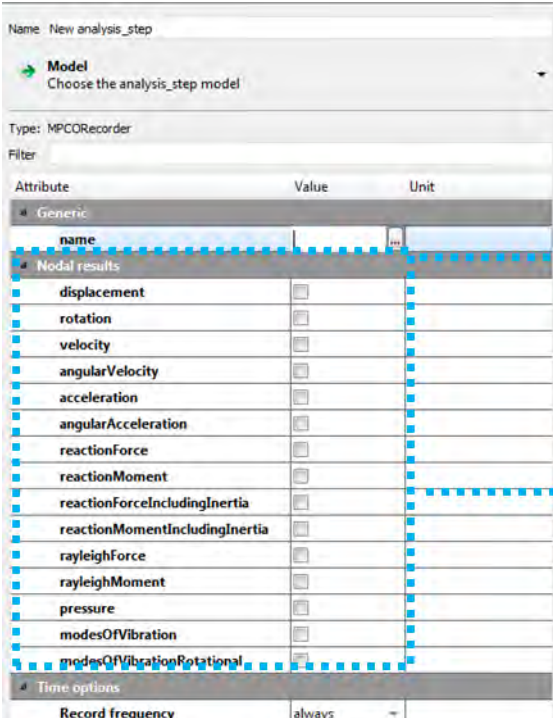 Name New analysis_step
Model
Choose the analysis_step model
Type: MPCORecorder
Filter
Attribute Value Unit
Generic
name ...
Nodal results
displacement
rotation
velocity
angularVelocity
acceleration
angularAcceleration
reactionForce
reactionMoment
reactionForceIncludingInertia
reactionMomentIncludingInertia
rayleighForce
rayleighMoment
pressure
modesOfVibration
modesOfVibrationRotational
Time options
Record frequency always